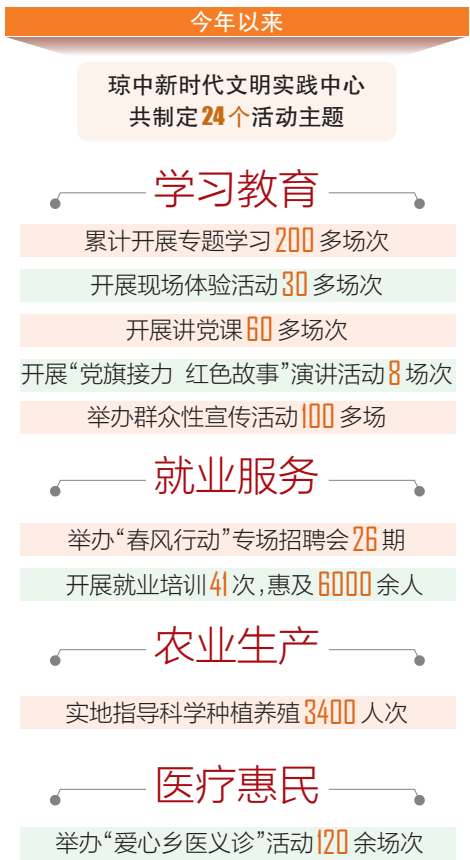 今年以来
琼中新时代文明实践中心
共制定24个活动主题
学习教育
累计开展专题学习200多场次
开展现场体验活动30多场次
开展讲党课60多场次
开展“党旗接力 红色故事”演讲活动8场次
举办群众性宣传活动100多场
就业服务
举办“春风行动”专场招聘会26期
开展就业培训41次,惠及6000余人
农业生产
实地指导科学种植养殖3400人次
医疗惠民
举办“爱心乡医义诊”活动120余场次